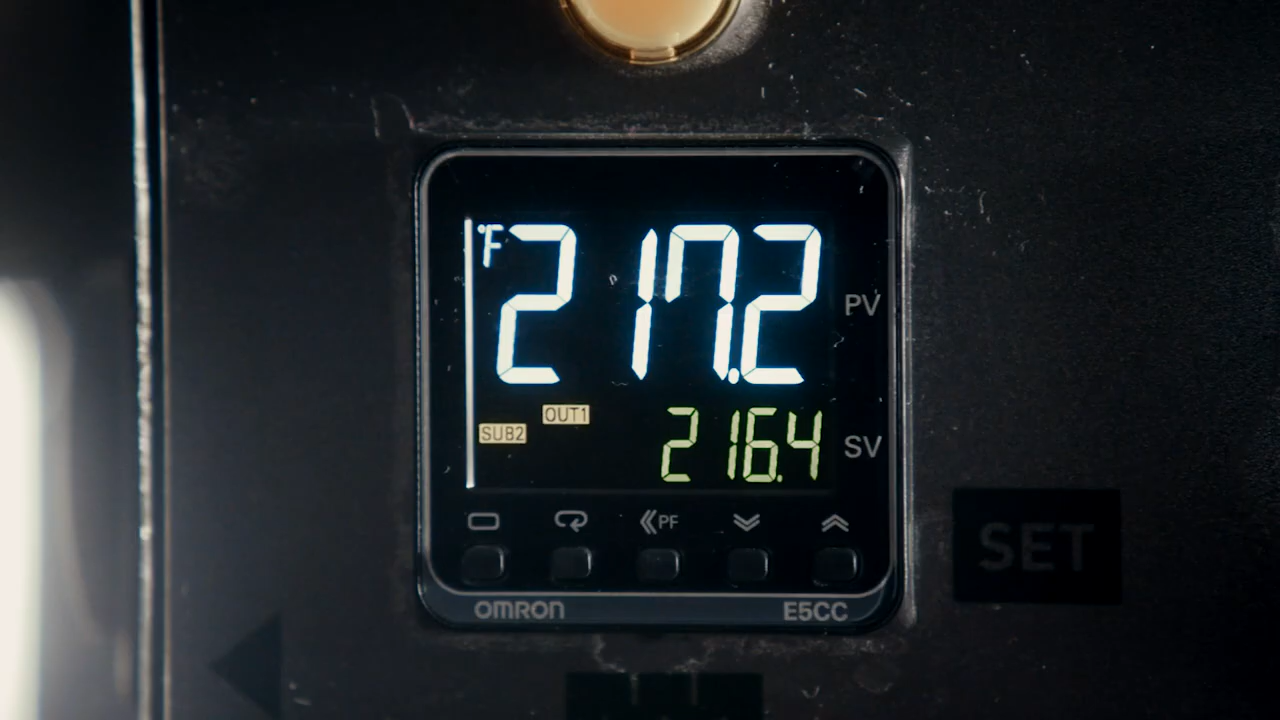 °F 217.2 PV
OUT1
SUB2
216.4 SV
PF
SET
OMRON E5CC